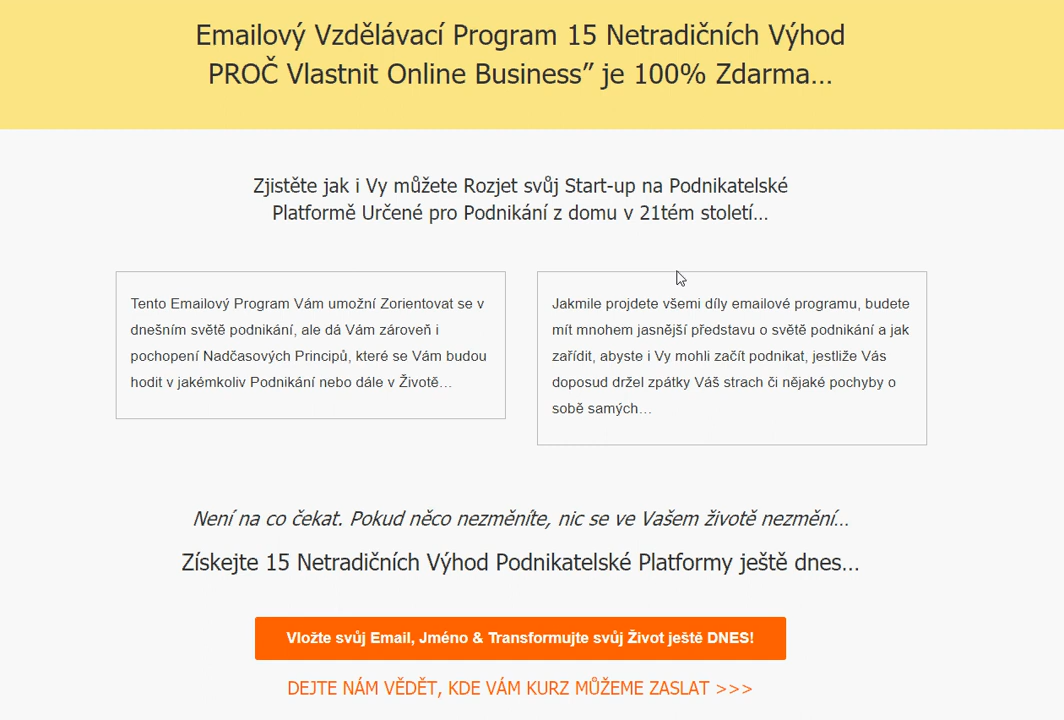 Emailový Vzdělávací Program 15 Netradičních Výhod
PROČ Vlastnit Online Business” je 100% Zdarma...
Zjistěte jak i Vy můžete Rozjet svůj Start-up na Podnikatelské
Platformě Určené pro Podnikání z domu v 21tém století...
Tento Emailový Program Vám umožní Zorientovat se v
dnešním světě podnikání, ale dá Vám zároveň i
pochopení Nadčasových Principů, které se Vám budou
hodit v jakémkoliv Podnikání nebo dále v Životě...
Jakmile projdete všemi díly emailové programu, budete
mít mnohem jasnější představu o světě podnikání a jak
zařídit, abyste i Vy mohli začít podnikat, jestliže Vás
doposud držel zpátky Váš strach či nějaké pochyby o
sobě samých...
Není na co čekat. Pokud něco nezměníte, nic se ve Vašem životě nezmění...
Získejte 15 Netradičních Výhod Podnikatelské Platformy ještě dnes...
Vložte svůj Email, Jméno & Transformujte svůj Život ještě DNES!
DEJTE NÁM VĚDĚT, KDE VÁM KURZ MŮŽEME ZASLAT >>>